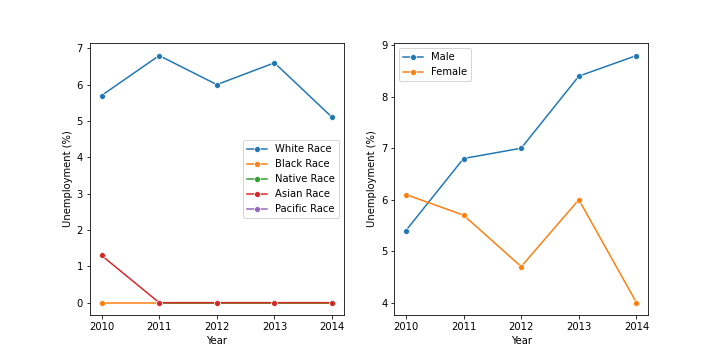 7
6
5
4
3
2
1
0
Unemployment (%)
White Race
Black Race
Native Race
Asian Race
Pacific Race
2010 2011 2012 2013 2014
Year
9
8
7
6
5
4
Unemployment (%)
Male
Female
2010 2011 2012 2013 2014
Year